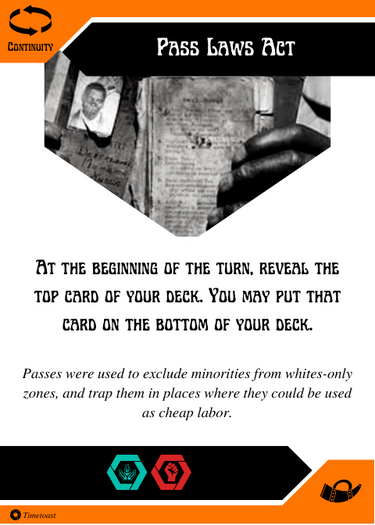 Continuity
Pass Laws Act
At the beginning of the turn, reveal the
top card of your deck. You may put that
card on the bottom of your deck.
Passes were used to exclude minorities from whites-only
zones, and trap them in places where they could be used
as cheap labor.
Timetoast